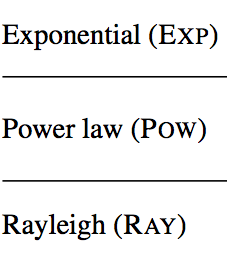 Exponential (EXP)
Power law (POW)
Rayleigh (RAY)